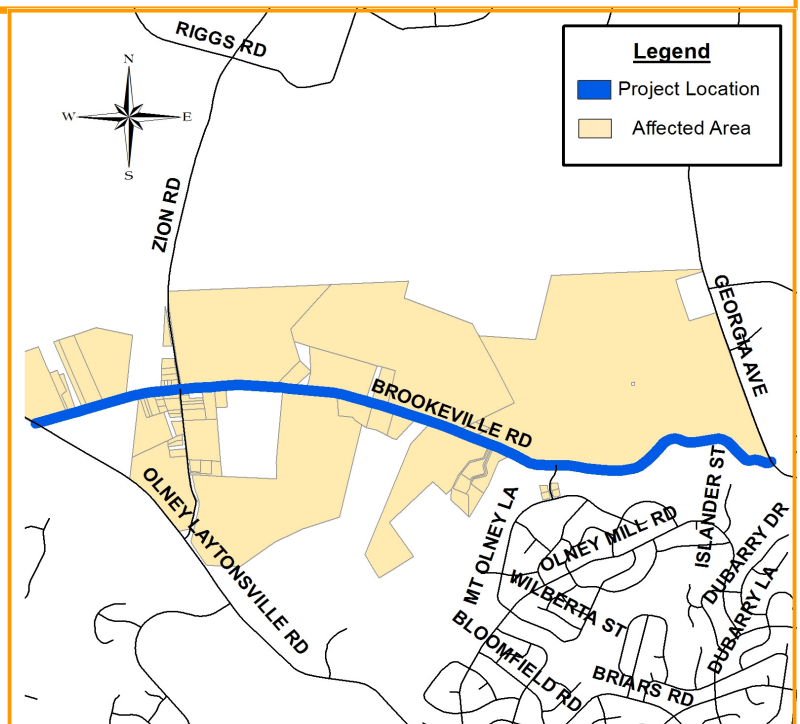 RIGGS RD
Legend
Project Location
Affected Area
N
W
E
S
ZION RD
GEORGIA AVE
BROOKEVILLE RD
ISLANDER ST
OLNEY LAYTONSVILLE RD
MT OLNEY LA
OLNEY MILL RD
DUBARRY DR
WILBERTA ST
DUBARRY LA
BLOOMFIELD RD
BRIARS RD